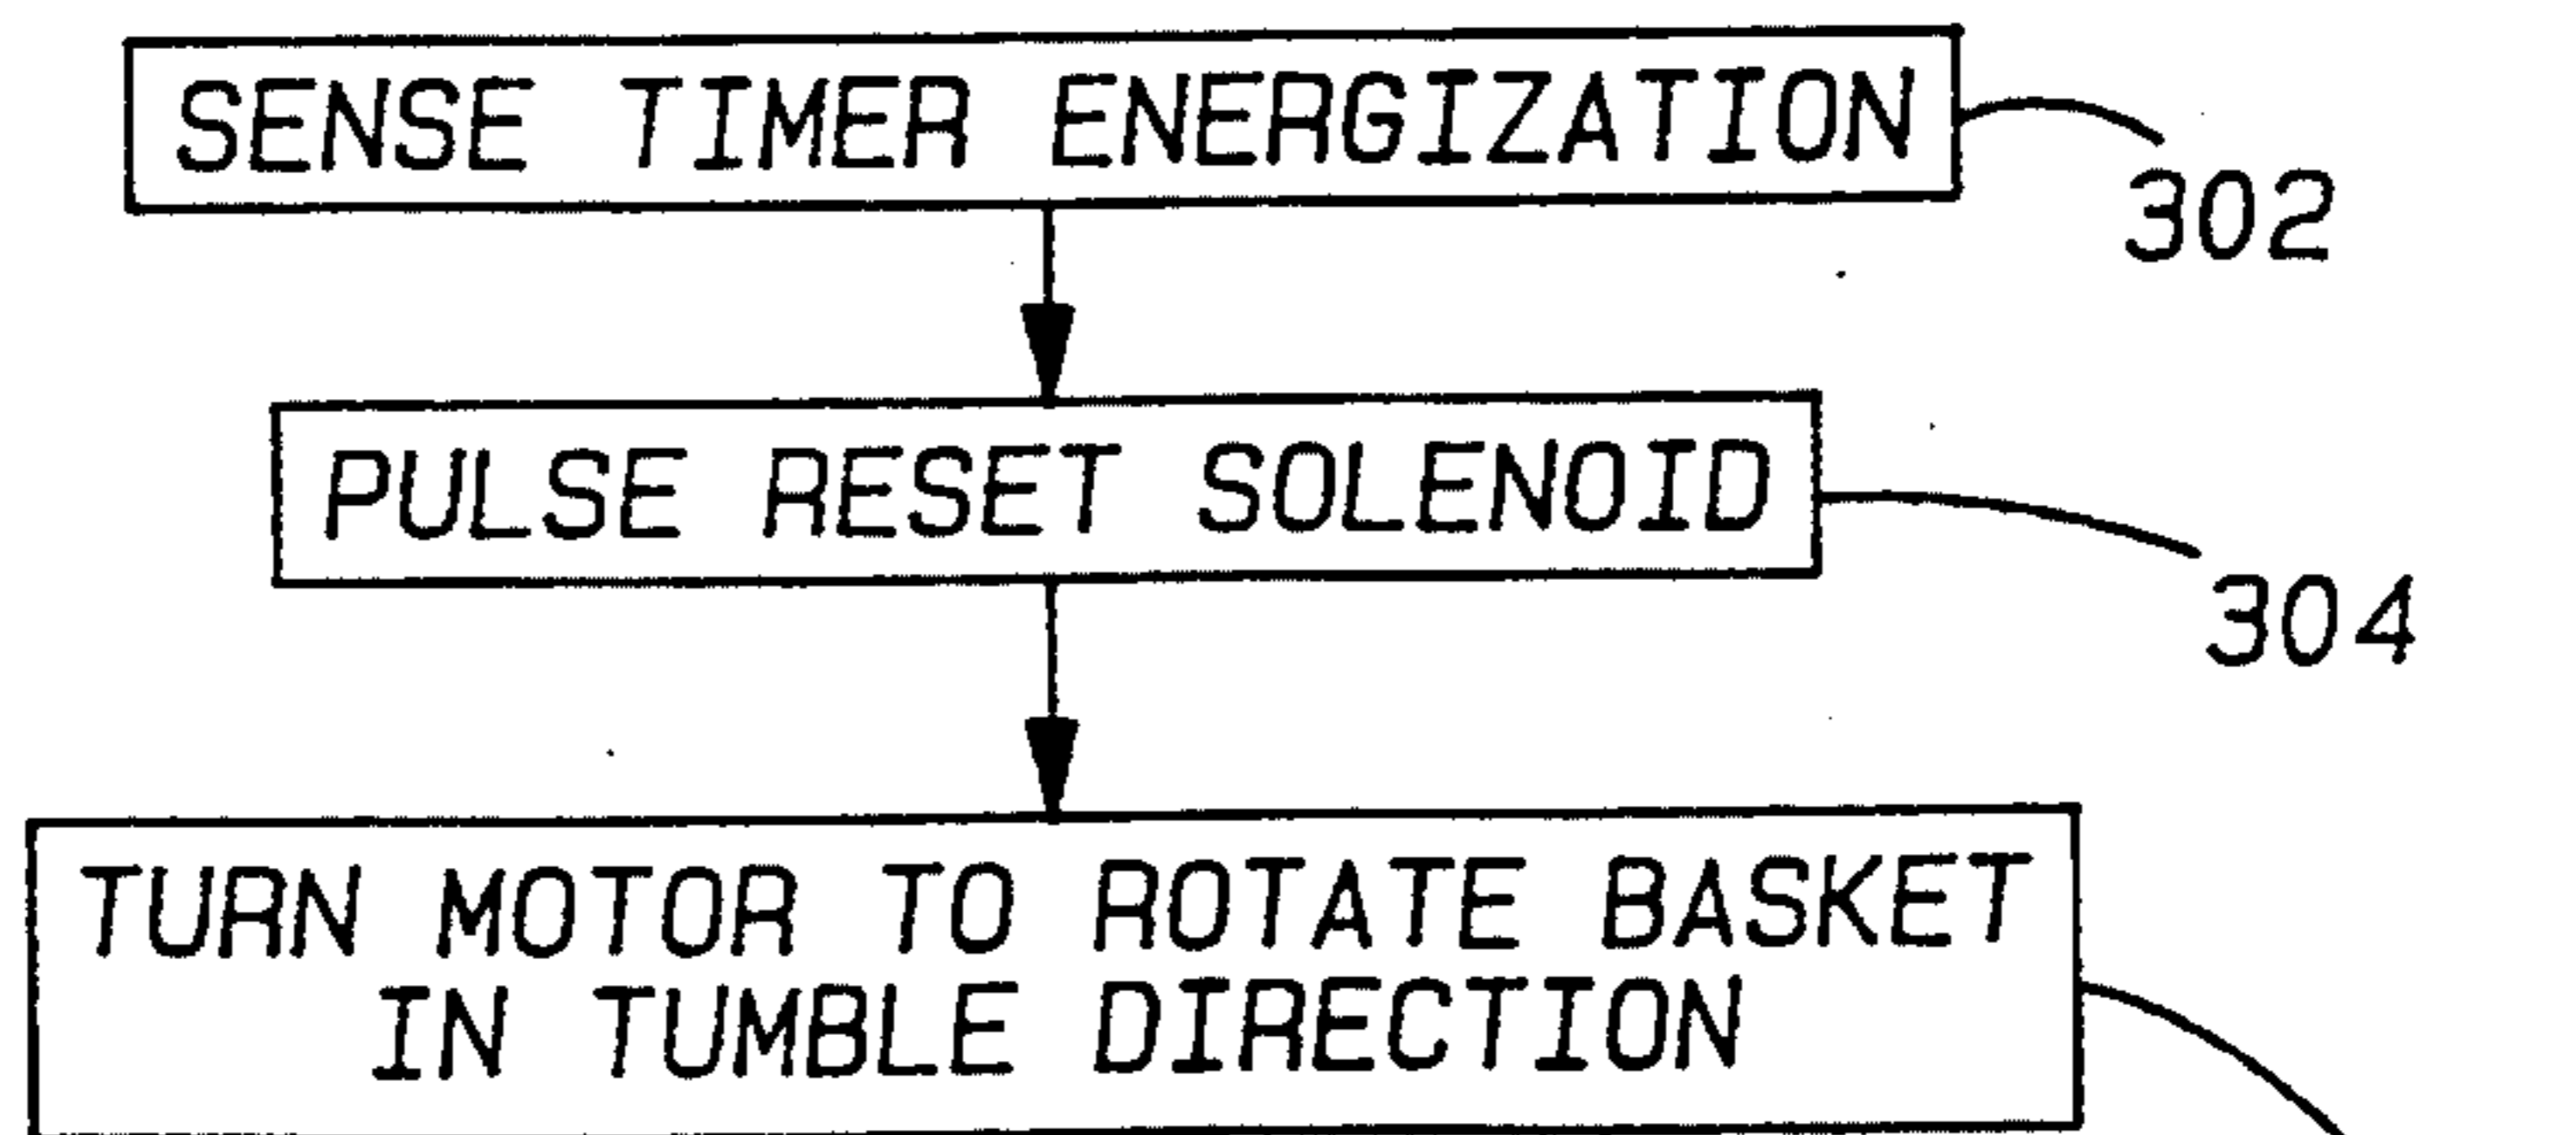 SENSE TIMER ENERGIZATION
302
PULSE RESET SOLENOID
304
TURN MOTOR TO ROTATE BASKET
IN TUMBLE DIRECTION